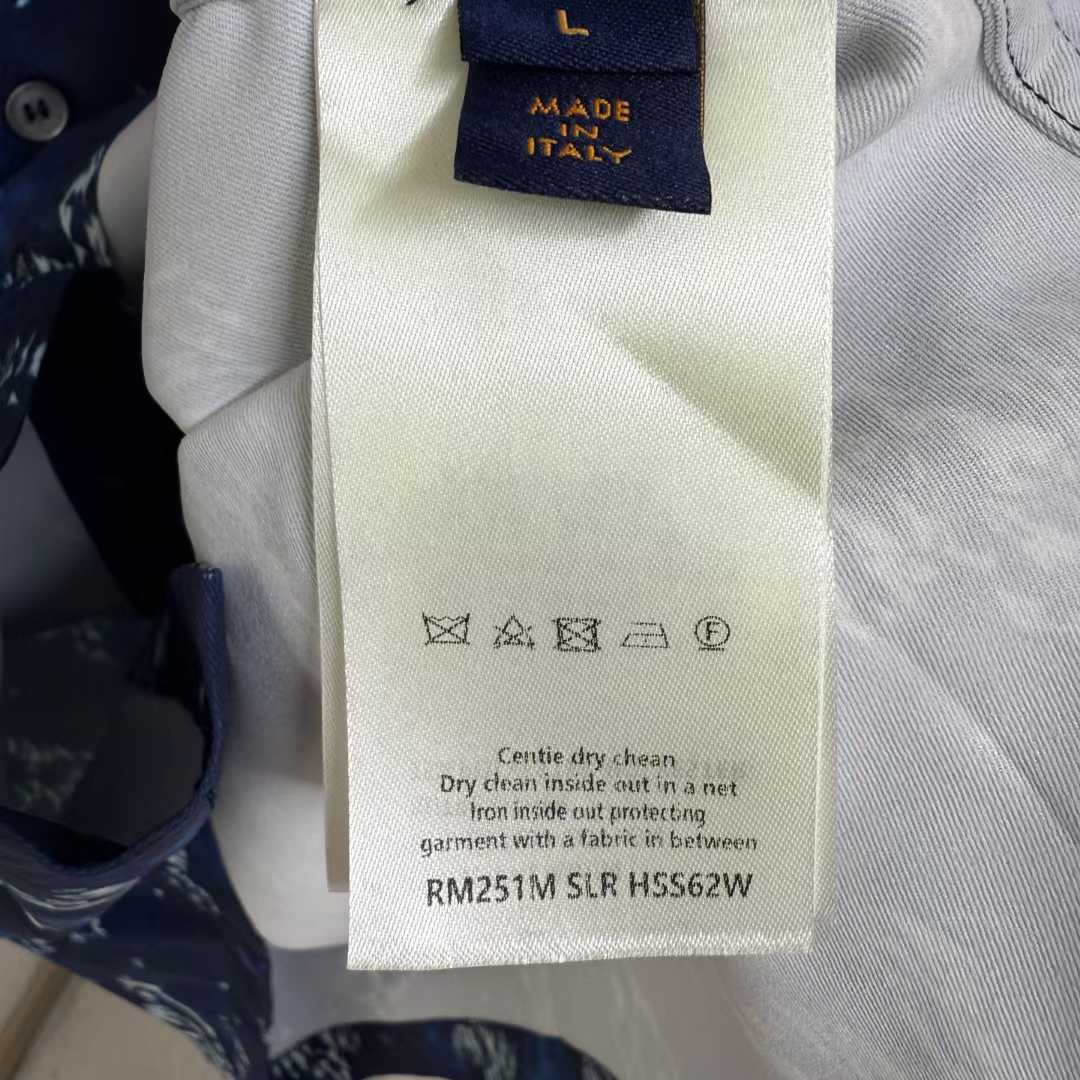 L
MADE
IN
ITALY
F
Centie dry chean
Dry clean inside out in a net
Iron inside out protecting
garment with a fabric in between
RM251M SLR HSS62W